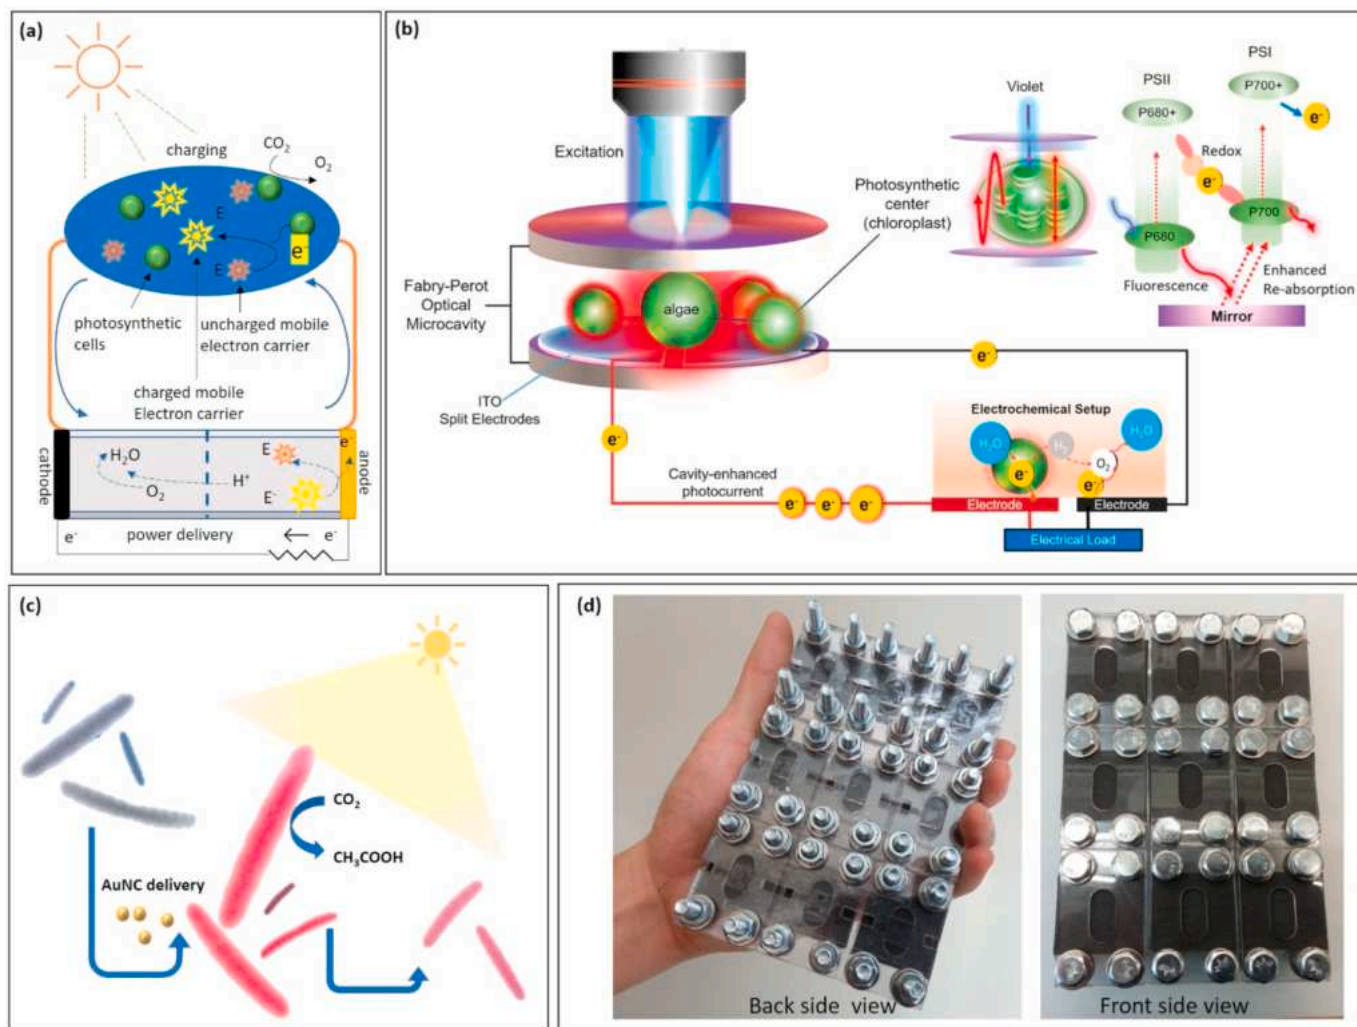 (a)
charging
CO2
O2
E
e-
E
photosynthetic
cells
uncharged mobile
electron carrier
charged mobile
Electron carrier
cathode
H2O
O2
H+
E
E-
e-
anode
e-
power delivery
e-
(b)
Excitation
Fabry-Perot
Optical
Microcavity
algae
ITO
Split Electrodes
Photosynthetic
center
(chloroplast)
Violet
PSII
P680+
P680
PSI
P700+
e-
Redox
e-
P700
Fluorescence
Enhanced
Re-absorption
Mirror
e-
e-
Cavity-enhanced
photocurrent
e- e- e-
Electrochemical Setup
H2O
H2
O2
H2O
e-
e-
Electrode
Electrode
Electrical Load
(c)
CO2
CH3COOH
AuNC delivery
(d)
Back side view
Front side view